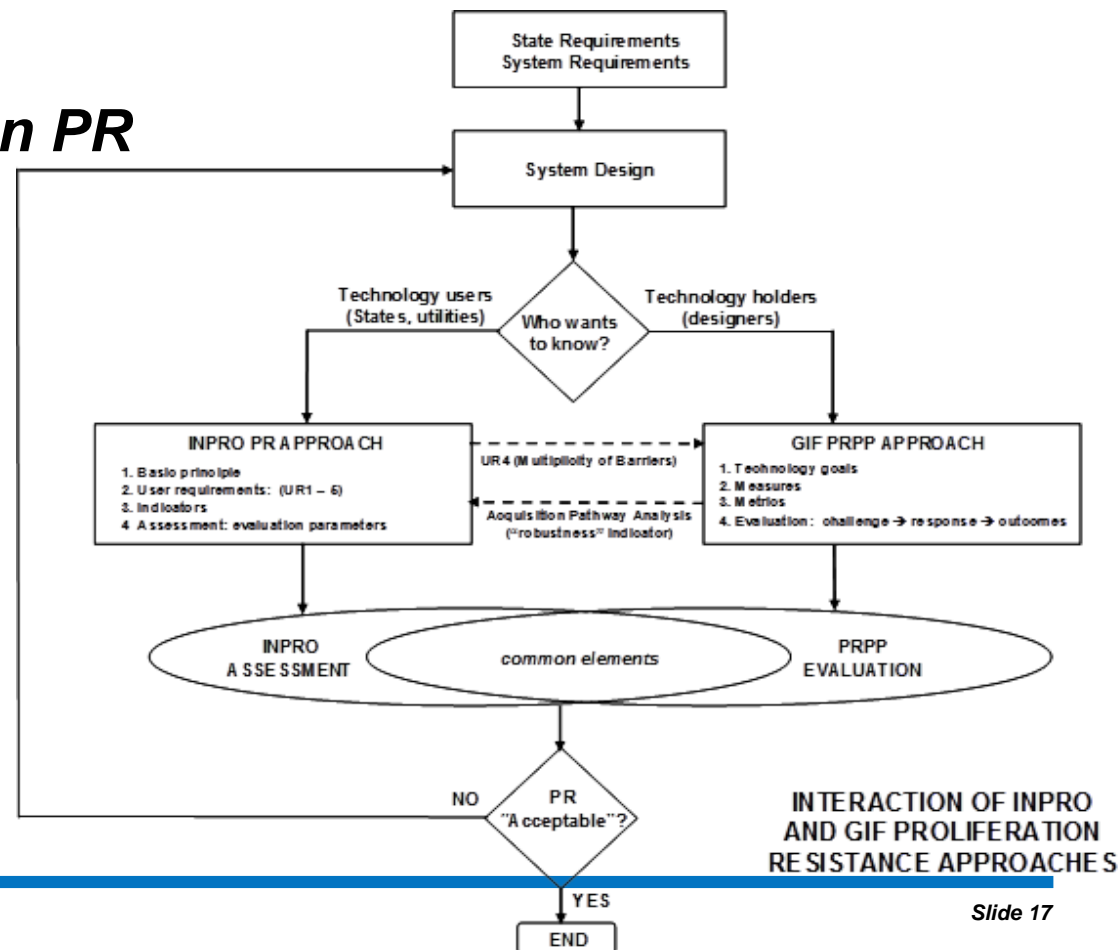 n PR
State Requirements
System Requirements
System Design
Technology users
(States, utilities)
Who wants
to know?
Technology holders
(designers)
INPRO PR APPROACH
1. Basic principle
2. User requirements: (UR1 – 5)
3. Indicators
4 Assessment: evaluation parameters
UR4 (Multiplicity of Barriers)
Acquisition Pathway Analysis
("robustness" indicator)
GIF PRPP APPROACH
1. Technology goals
2. Measures
3. Metrics
4. Evaluation: challenge → response → outcomes
INPRO
ASSESSMENT
common elements
PRPP
EVALUATION
NO
PR
"Acceptable"?
YES
END
INTERACTION OF INPRO
AND GIF PROLIFERATION
RESISTANCE APPROACHES
Slide 17